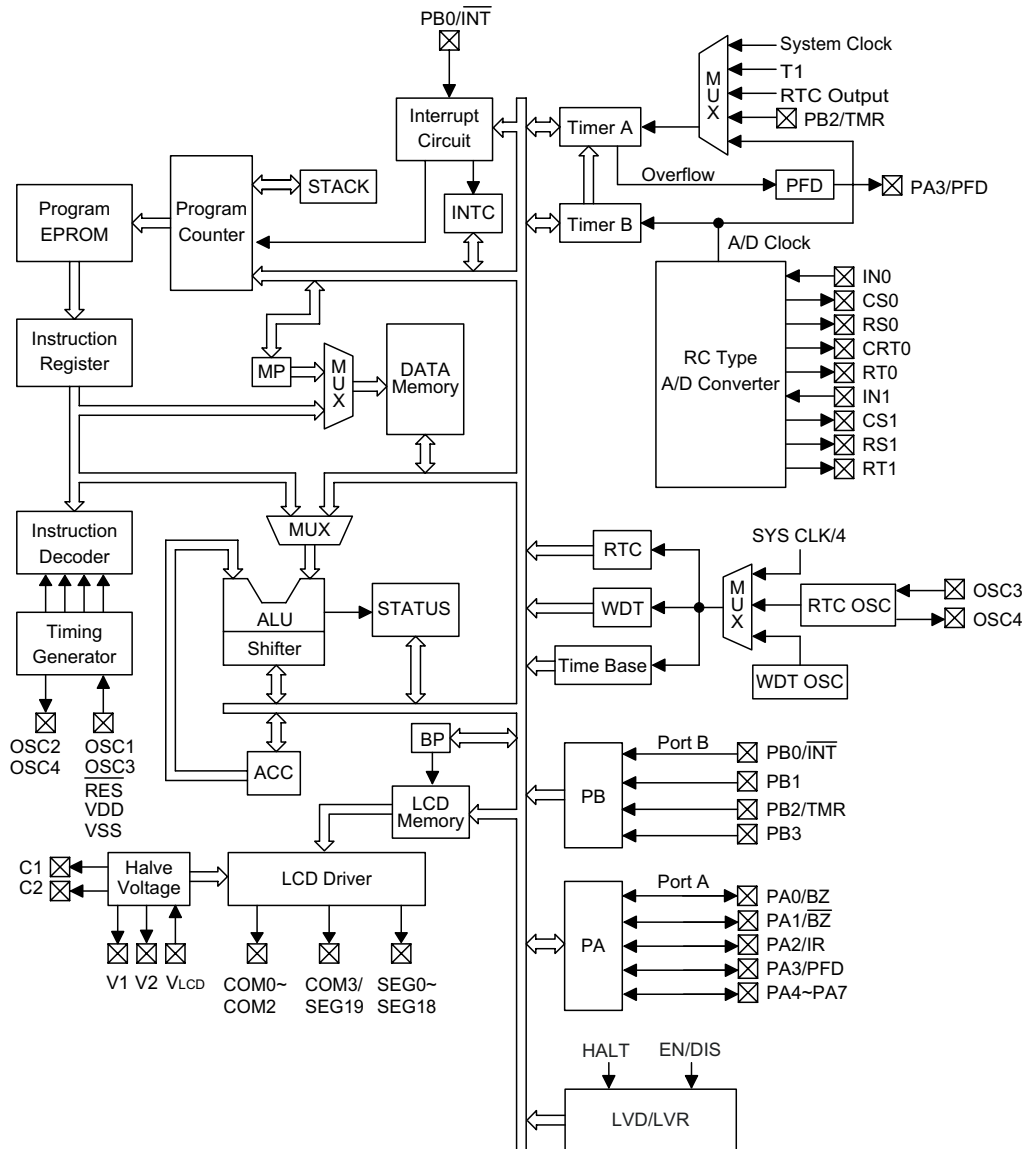 PB0/INT
System Clock
T1
RTC Output
PB2/TMR
MUX
Interrupt
Circuit
Timer A
Overflow
PFD
PA3/PFD
STACK
Program
EPROM
Program
Counter
INTC
Timer B
A/D Clock
Instruction
Register
MP
MUX
DATA
Memory
RC Type
A/D Converter
IN0
CS0
RS0
CRT0
RT0
IN1
CS1
RS1
RT1
Instruction
Decoder
MUX
ALU
Shifter
STATUS
Timing
Generator
RTC
WDT
Time Base
MUX
SYS CLK/4
RTC OSC
WDT OSC
OSC3
OSC4
OSC2
OSC4
OSC1
OSC3
RES
VDD
VSS
ACC
BP
LCD
Memory
PB
Port B
PB0/INT
PB1
PB2/TMR
PB3
C1
C2
Halve
Voltage
LCD Driver
V1
V2
VLCD
COM0~
COM2
COM3/
SEG19
SEG0~
SEG18
PA
Port A
PA0/BZ
PA1/BZ
PA2/IR
PA3/PFD
PA4~PA7
HALT
EN/DIS
LVD/LVR